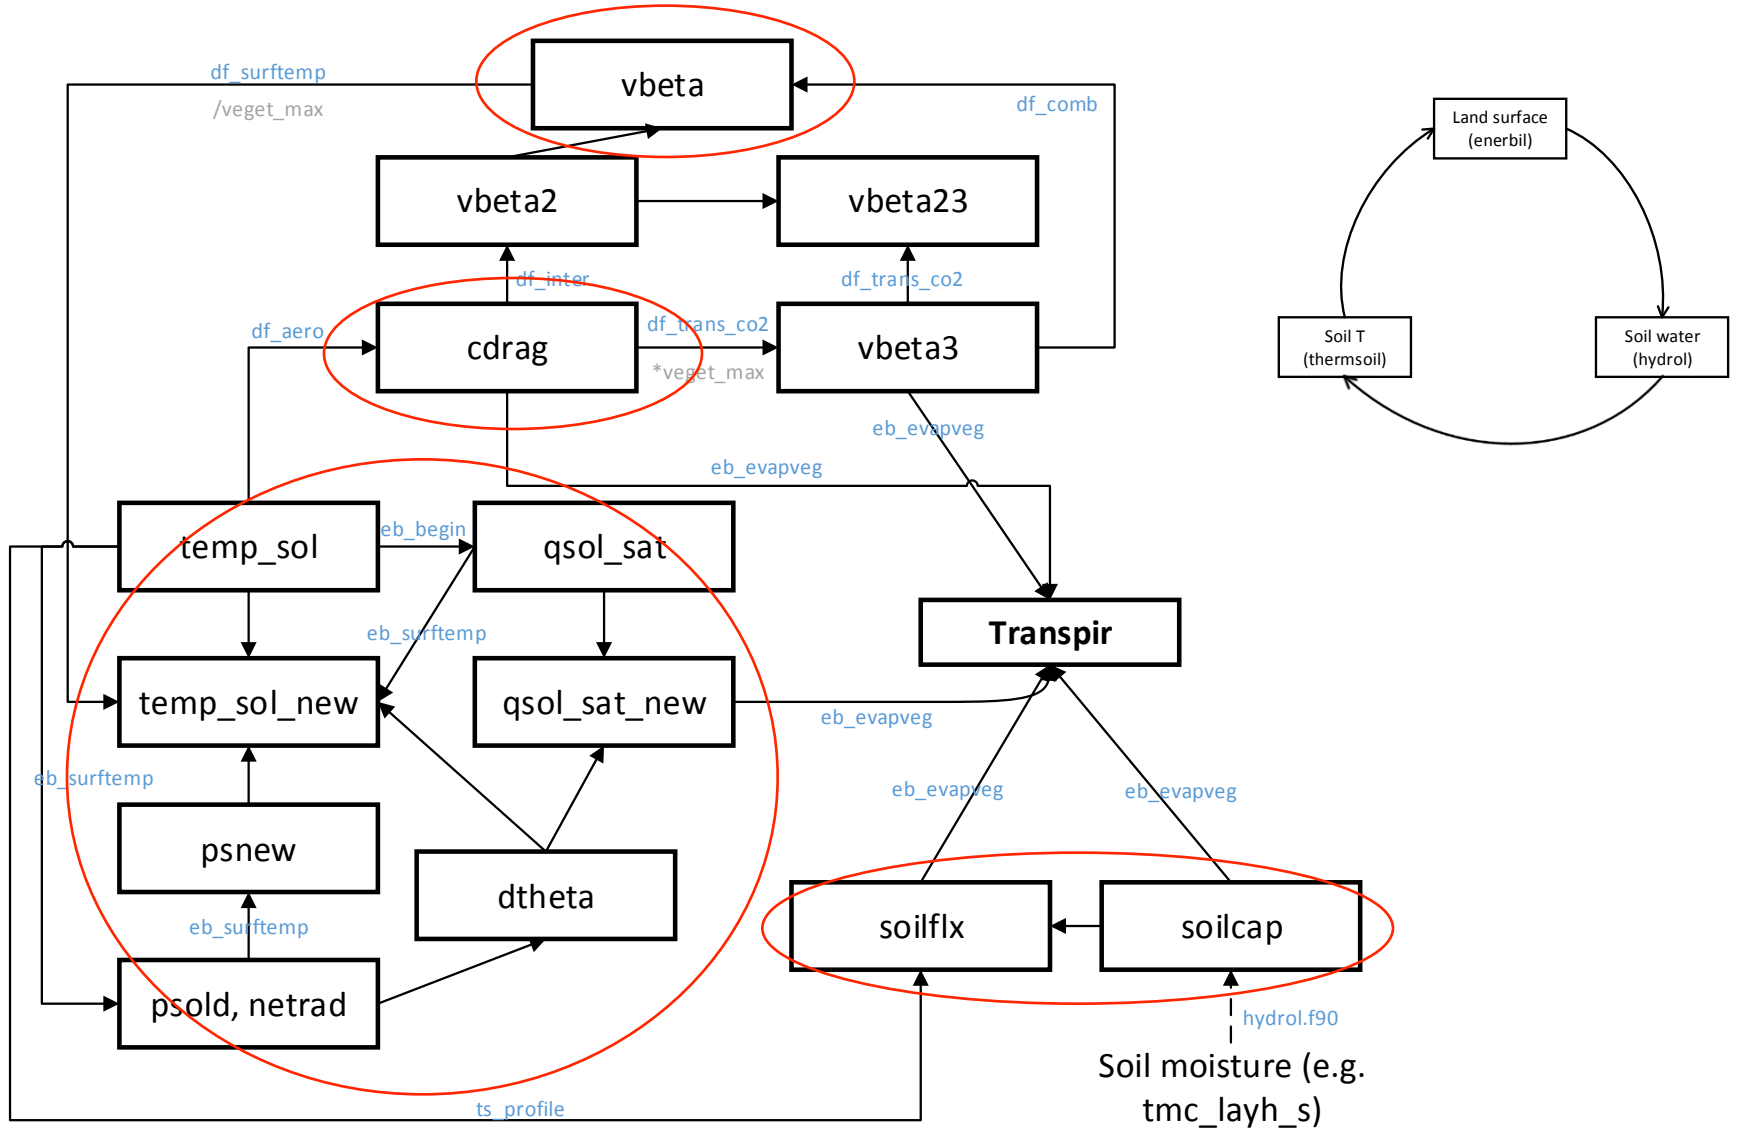 df_surftemp
/veget_max
vbeta
df_comb
vbeta2
vbeta23
df_inter
df_trans_co2
df_aero
cdrag
df_trans_co2
*veget_max
vbeta3
eb_evapveg
eb_evapveg
temp_sol
eb_begin
qsol_sat
eb_surftemp
Transpir
temp_sol_new
qsol_sat_new
eb_evapveg
eb_surftemp
psnew
dtheta
eb_evapveg
eb_evapveg
eb_surftemp
soilflx
soilcap
psold, netrad
hydrol.f90
Soil moisture (e.g.
tmc_layh_s)
ts_profile
Land surface
(enerbil)
Soil T
(thermsoil)
Soil water
(hydrol)